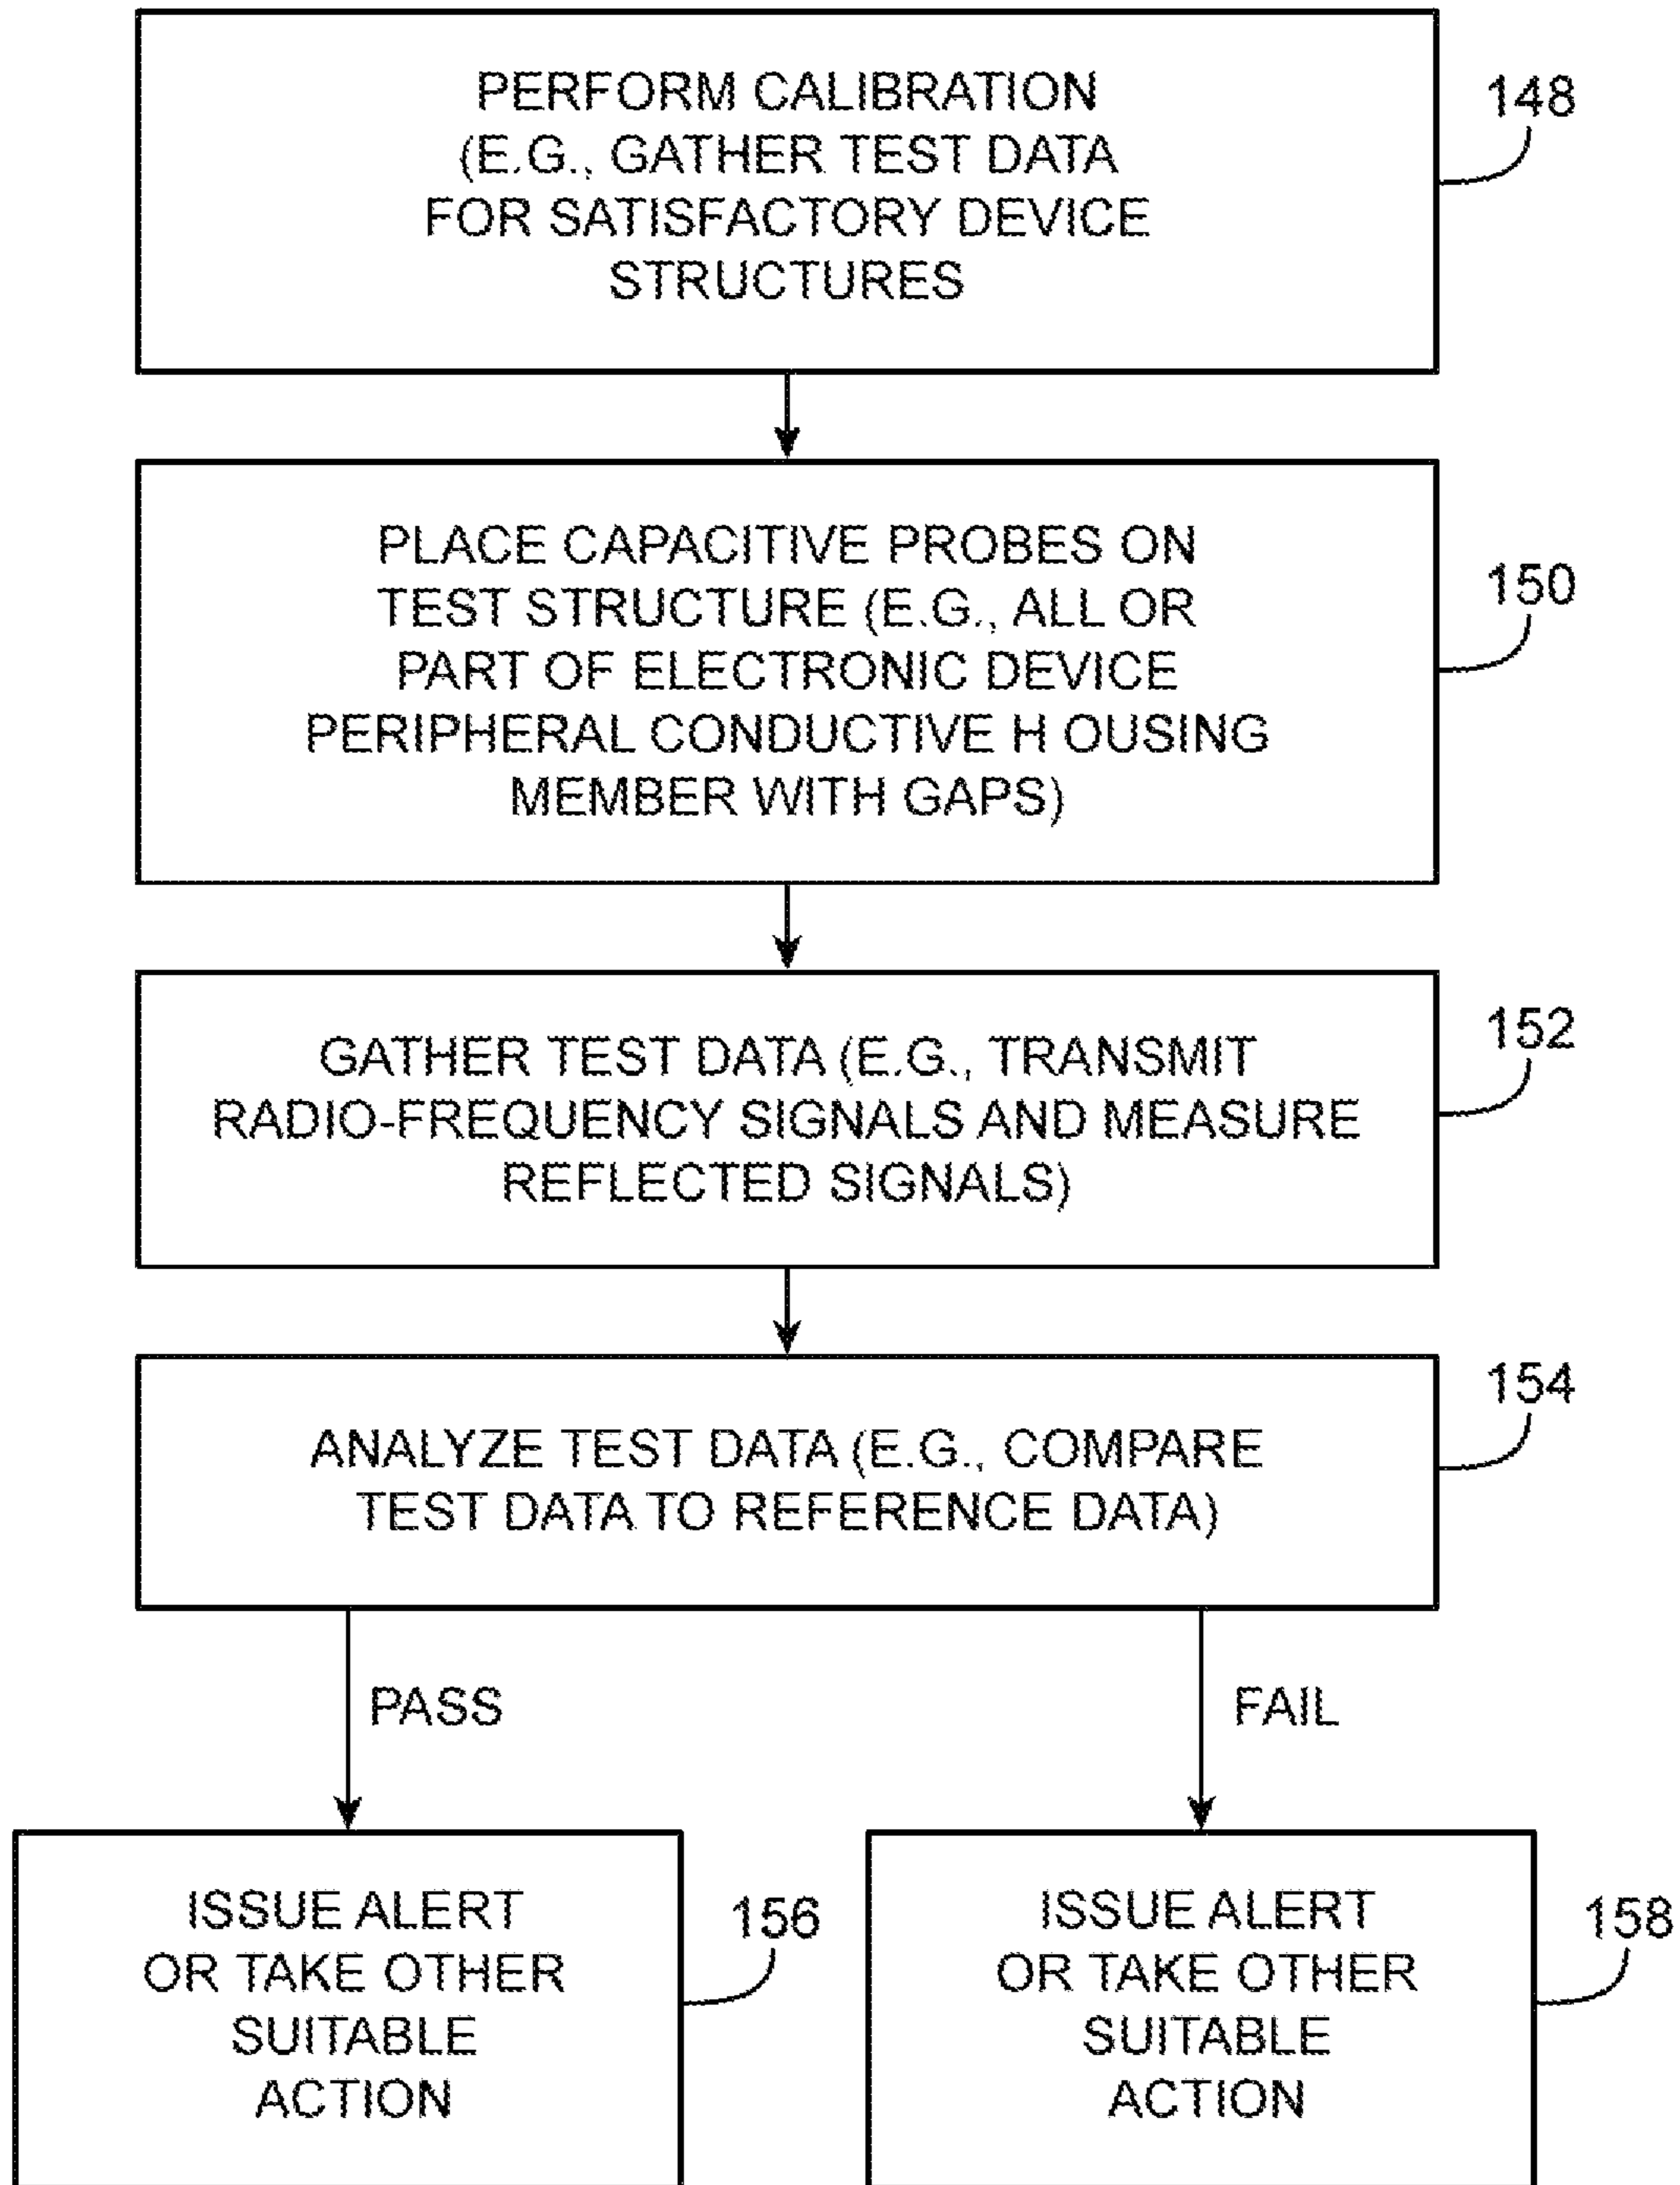 PERFORM CALIBRATION
(E.G., GATHER TEST DATA
FOR SATISFACTORY DEVICE
STRUCTURES
148
PLACE CAPACITIVE PROBES ON
TEST STRUCTURE (E.G., ALL OR
PART OF ELECTRONIC DEVICE
PERIPHERAL CONDUCTIVE H OUSING
MEMBER WITH GAPS)
150
GATHER TEST DATA (E.G., TRANSMIT
RADIO-FREQUENCY SIGNALS AND MEASURE
REFLECTED SIGNALS)
152
ANALYZE TEST DATA (E.G., COMPARE
TEST DATA TO REFERENCE DATA)
154
PASS
FAIL
ISSUE ALERT
OR TAKE OTHER
SUITABLE
ACTION
156
ISSUE ALERT
OR TAKE OTHER
SUITABLE
ACTION
158